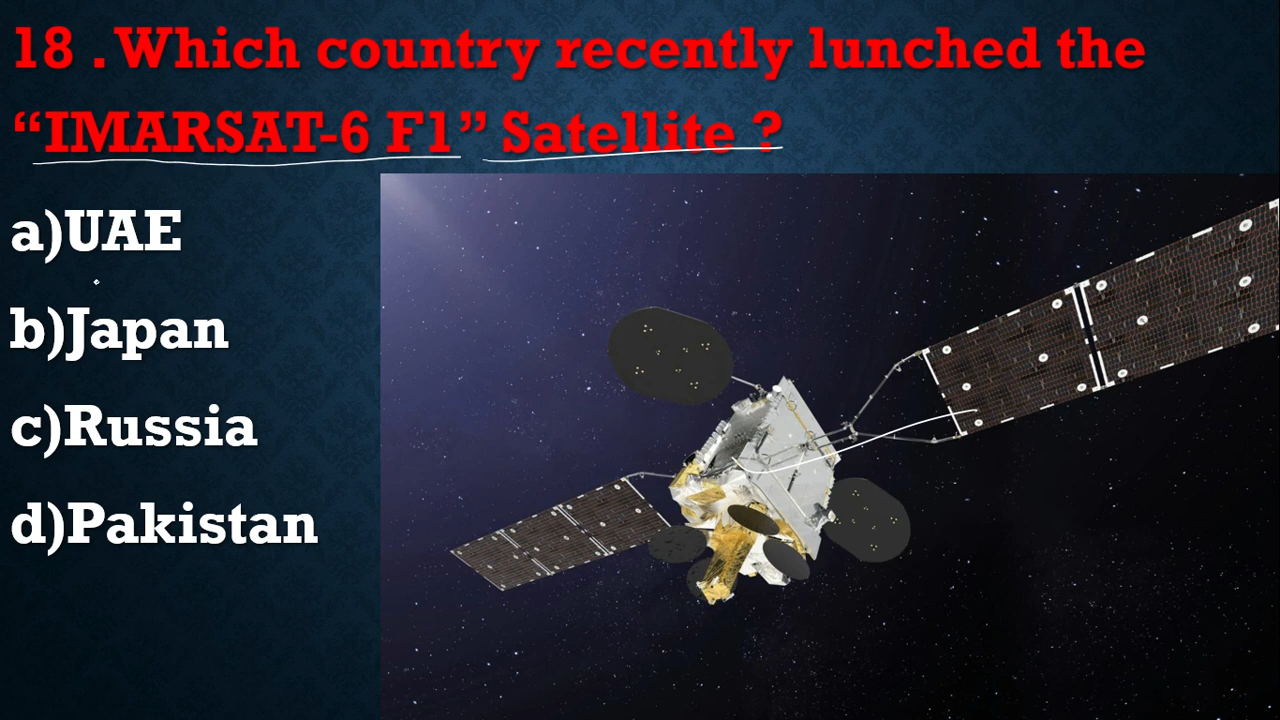 18 . Which country recently lunched the
“IMARSAT-6 F1” Satellite ?
a)UAE
b)Japan
c)Russia
d)Pakistan